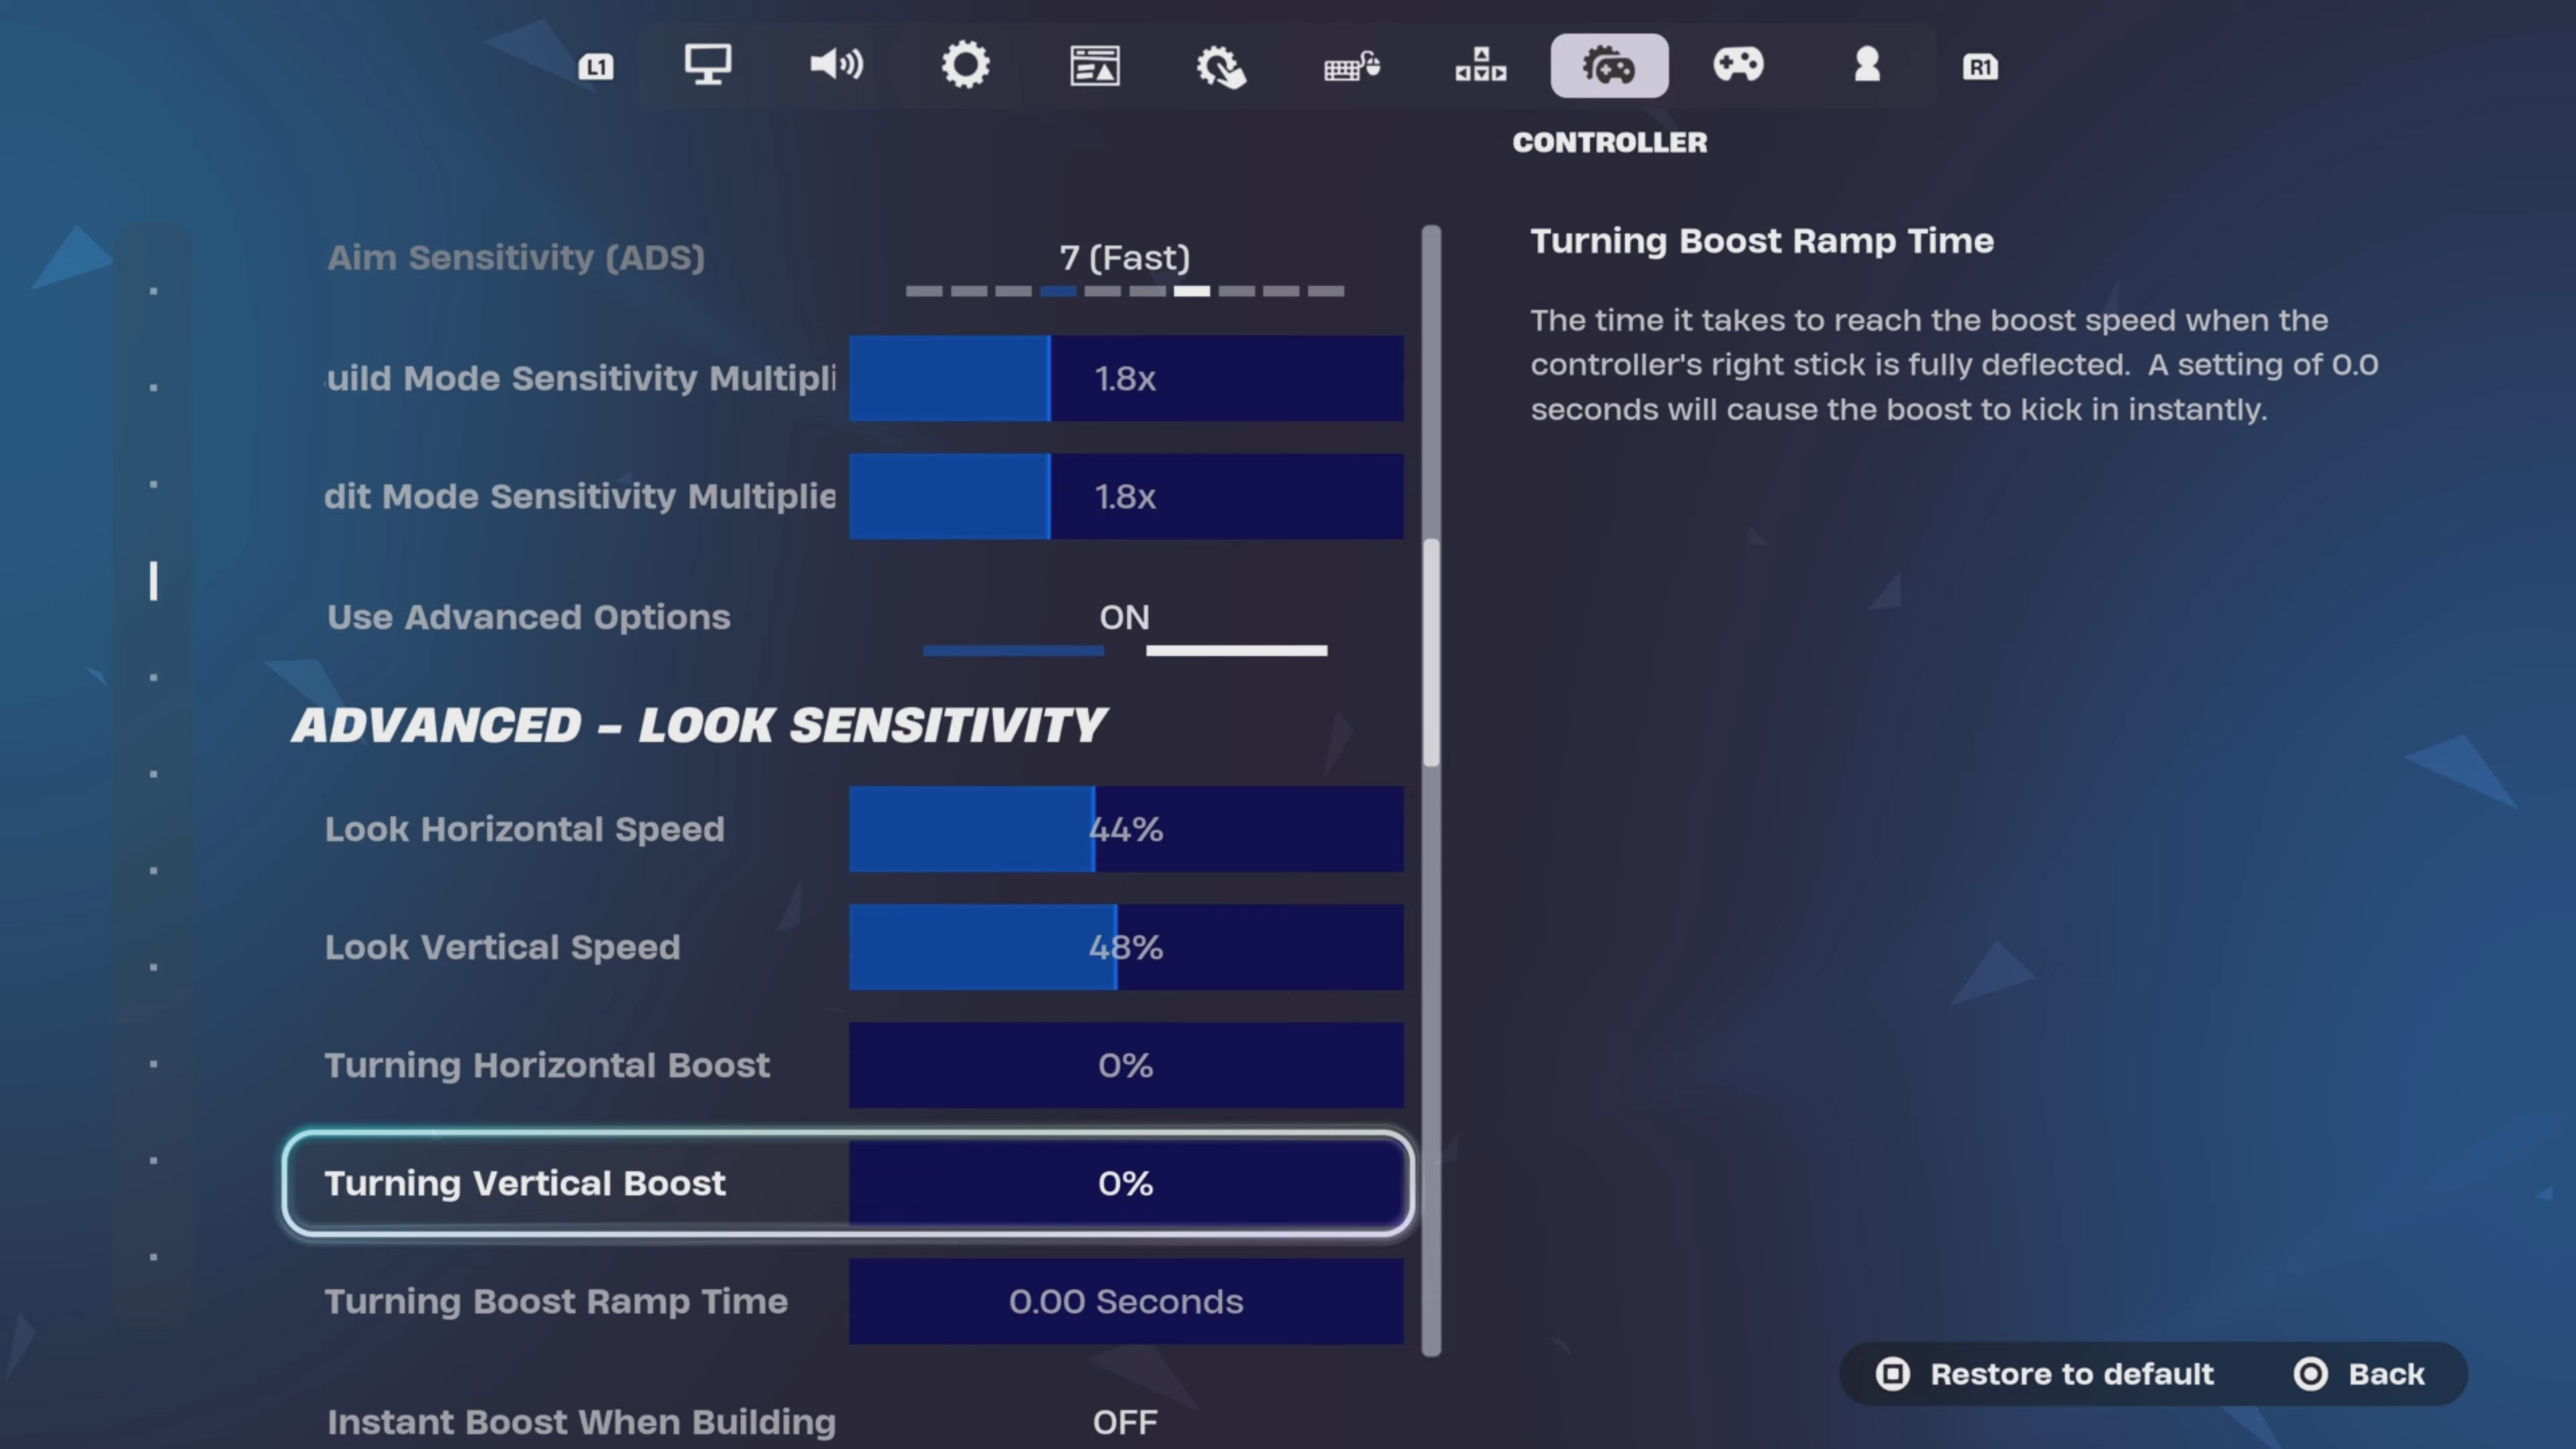 L1
R1
CONTROLLER
Aim Sensitivity (ADS)
7 (Fast)
uild Mode Sensitivity Multipli
1.8x
dit Mode Sensitivity Multiplie
1.8x
Use Advanced Options
ON
ADVANCED - LOOK SENSITIVITY
Look Horizontal Speed
44%
Look Vertical Speed
48%
Turning Horizontal Boost
0%
Turning Vertical Boost
0%
Turning Boost Ramp Time
0.00 Seconds
Instant Boost When Building
OFF
Turning Boost Ramp Time
The time it takes to reach the boost speed when the
controller's right stick is fully deflected.  A setting of 0.0
seconds will cause the boost to kick in instantly.
Restore to default
Back